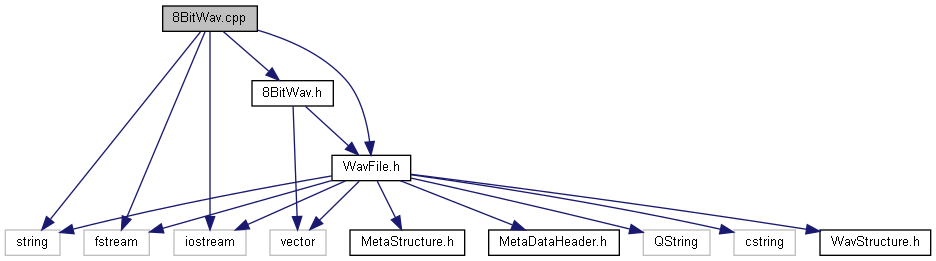 8BitWav.cpp
8BitWav.h
WavFile.h
string
fstream
iostream
vector
MetaStructure.h
MetaDataHeader.h
QString
cstring
WavStructure.h